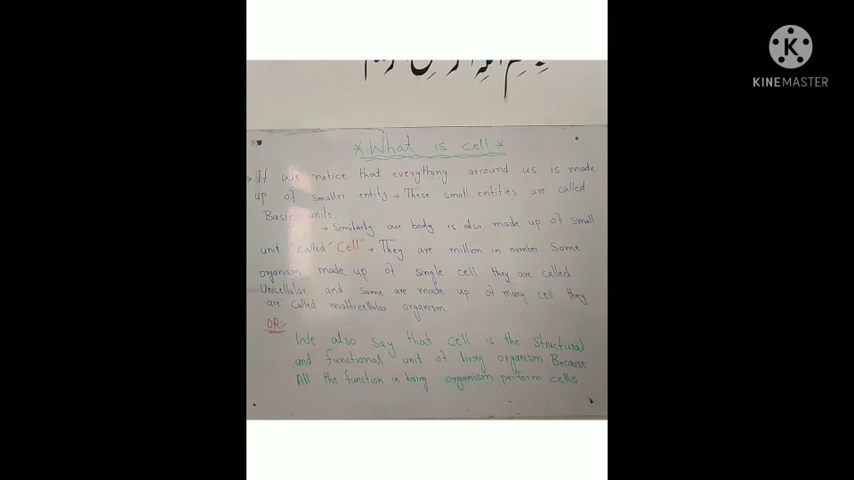 K
KINEMASTER
*What is cell*
→ If we notice that everything arround us is made
up of smaller entity → These small entities are called
Basic units.
→ Similarly our body is also made up of small
unit called "Cell" → They are million in number Some
organism made up of single cell they are called
Unicellular and some are made up of many cell they
are called multicellular organism
OR:-
We also say that cell is the structural
and functional unit of living organism Because
All the function in living organism perform cells